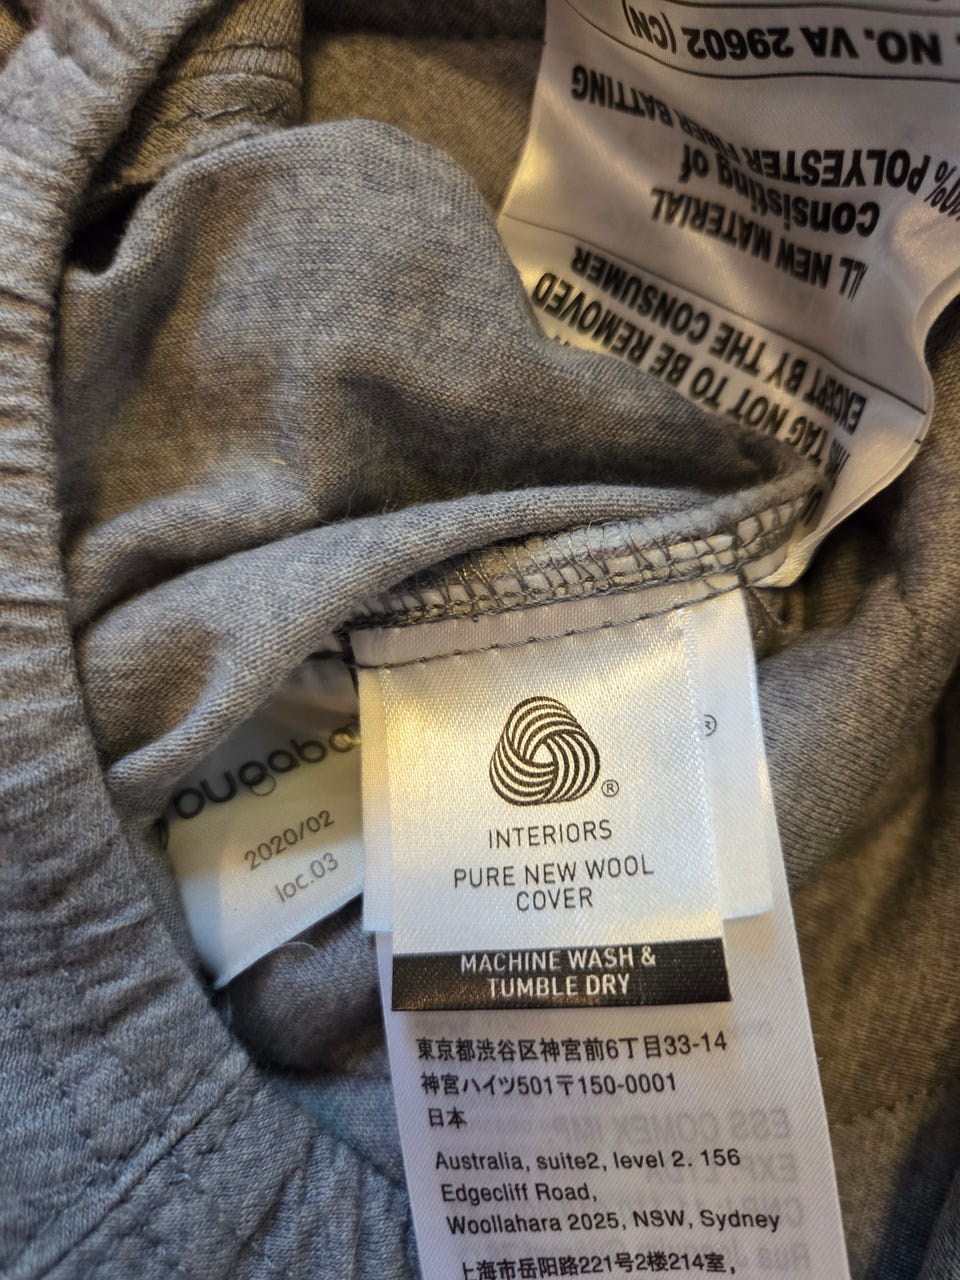 NO. VA 29602 (CN)
POLYESTER FIBER BATTING
Consisting of
ALL NEW MATERIAL
EXCEPT BY THE CONSUMER
THIS TAG NOT TO BE REMOVED
bugaboo
®
2020/02
loc.03
®
INTERIORS
PURE NEW WOOL
COVER
MACHINE WASH &
TUMBLE DRY
東京都渋谷区神宮前6丁目33-14
神宮ハイツ501〒150-0001
日本
Australia, suite2, level 2. 156
Edgecliff Road,
Woollahara 2025, NSW, Sydney
上海市岳阳路221号2楼214室,